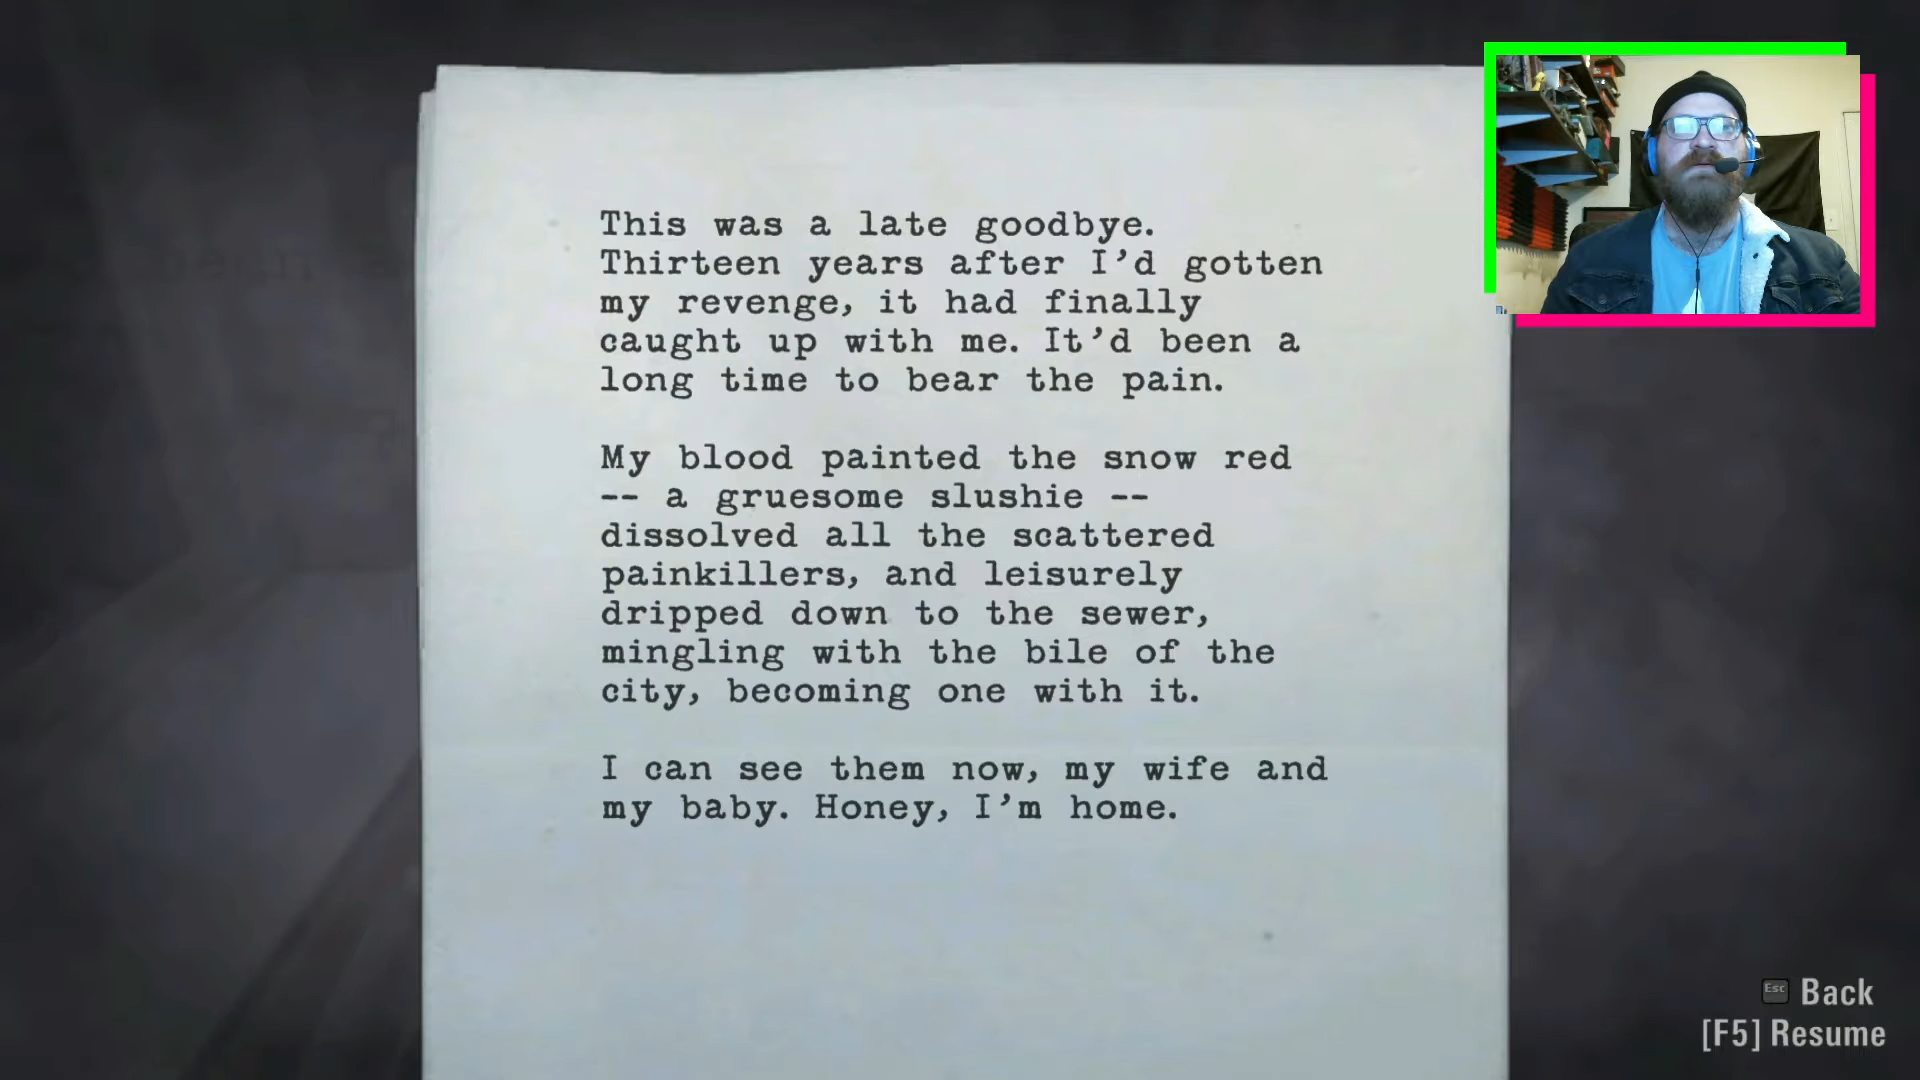 This was a late goodbye.
Thirteen years after I’d gotten
my revenge, it had finally
caught up with me. It’d been a
long time to bear the pain.
My blood painted the snow red
-- a gruesome slushie --
dissolved all the scattered
painkillers, and leisurely
dripped down to the sewer,
mingling with the bile of the
city, becoming one with it.
I can see them now, my wife and
my baby. Honey, I’m home.
Esc Back
[F5] Resume